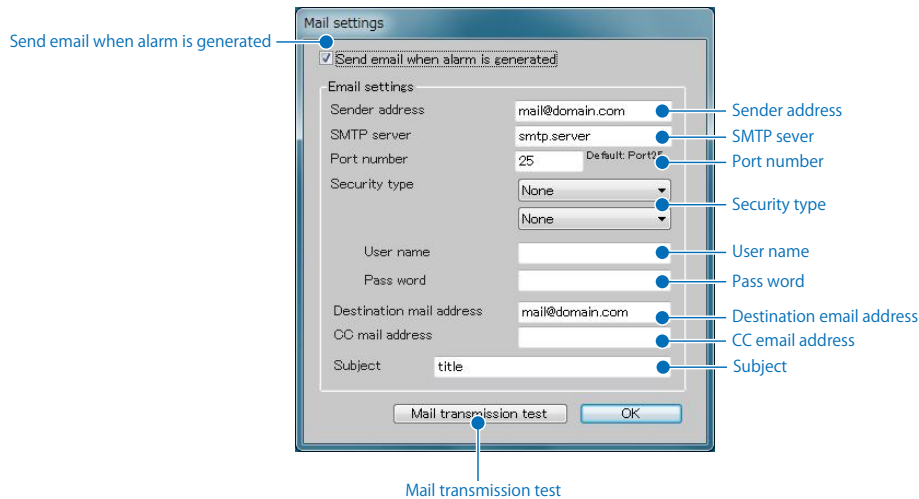 Mail settings
Send email when alarm is generated
Send email when alarm is generated
Email settings
Sender address mail@domain.com Sender address
SMTP server smtp.server SMTP sever
Port number 25 Default: Port25 Port number
Security type None
None
Security type
User name User name
Pass word Pass word
Destination mail address mail@domain.com Destination email address
CC mail address CC email address
Subject title Subject
Mail transmission test OK
Mail transmission test